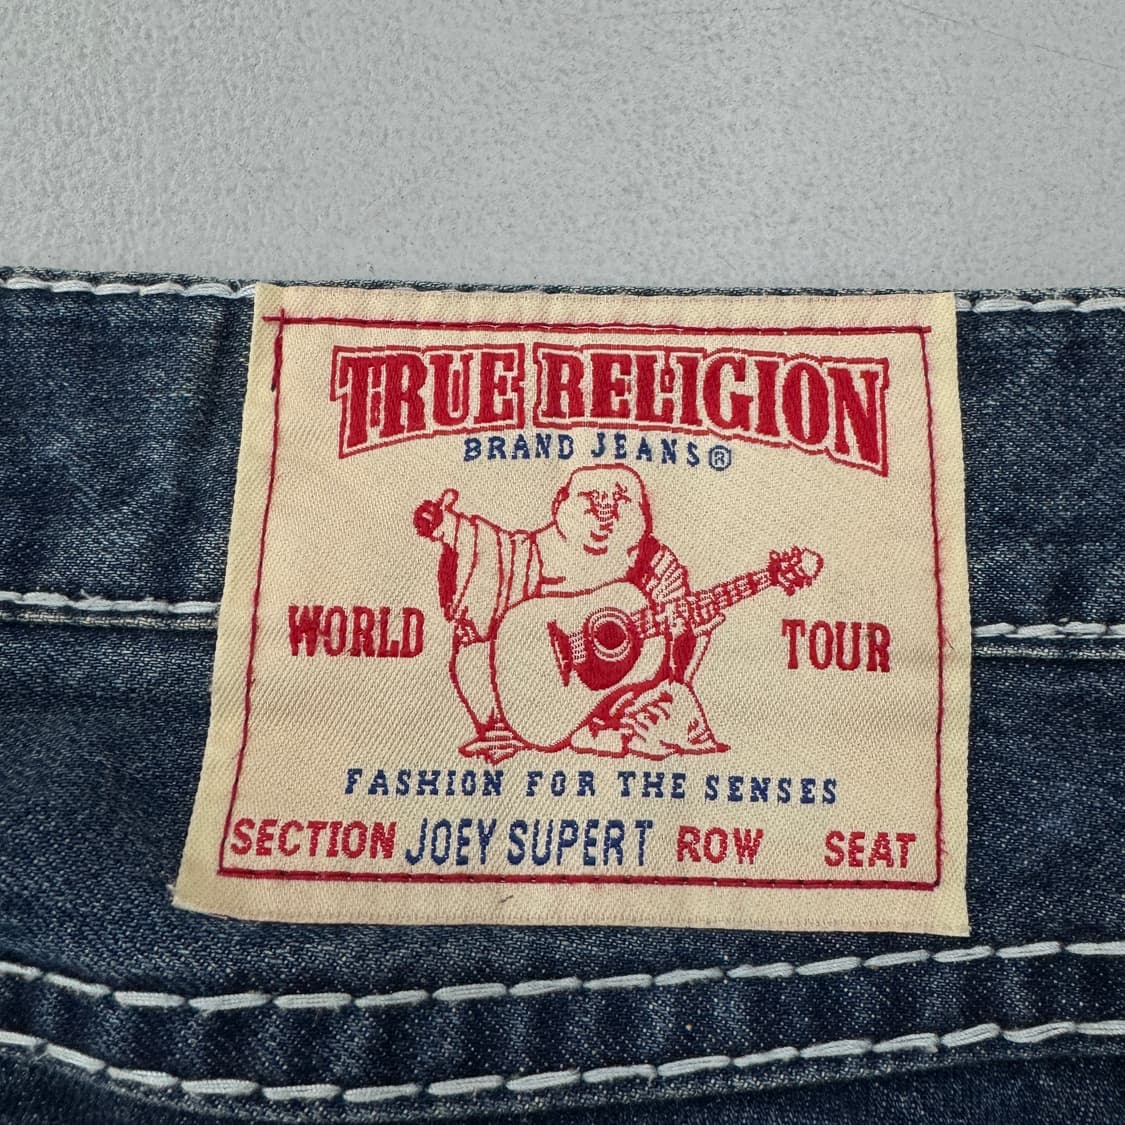 TRUE RELIGION
BRAND JEANS®
WORLD TOUR
FASHION FOR THE SENSES
SECTION JOEY SUPER T ROW SEAT